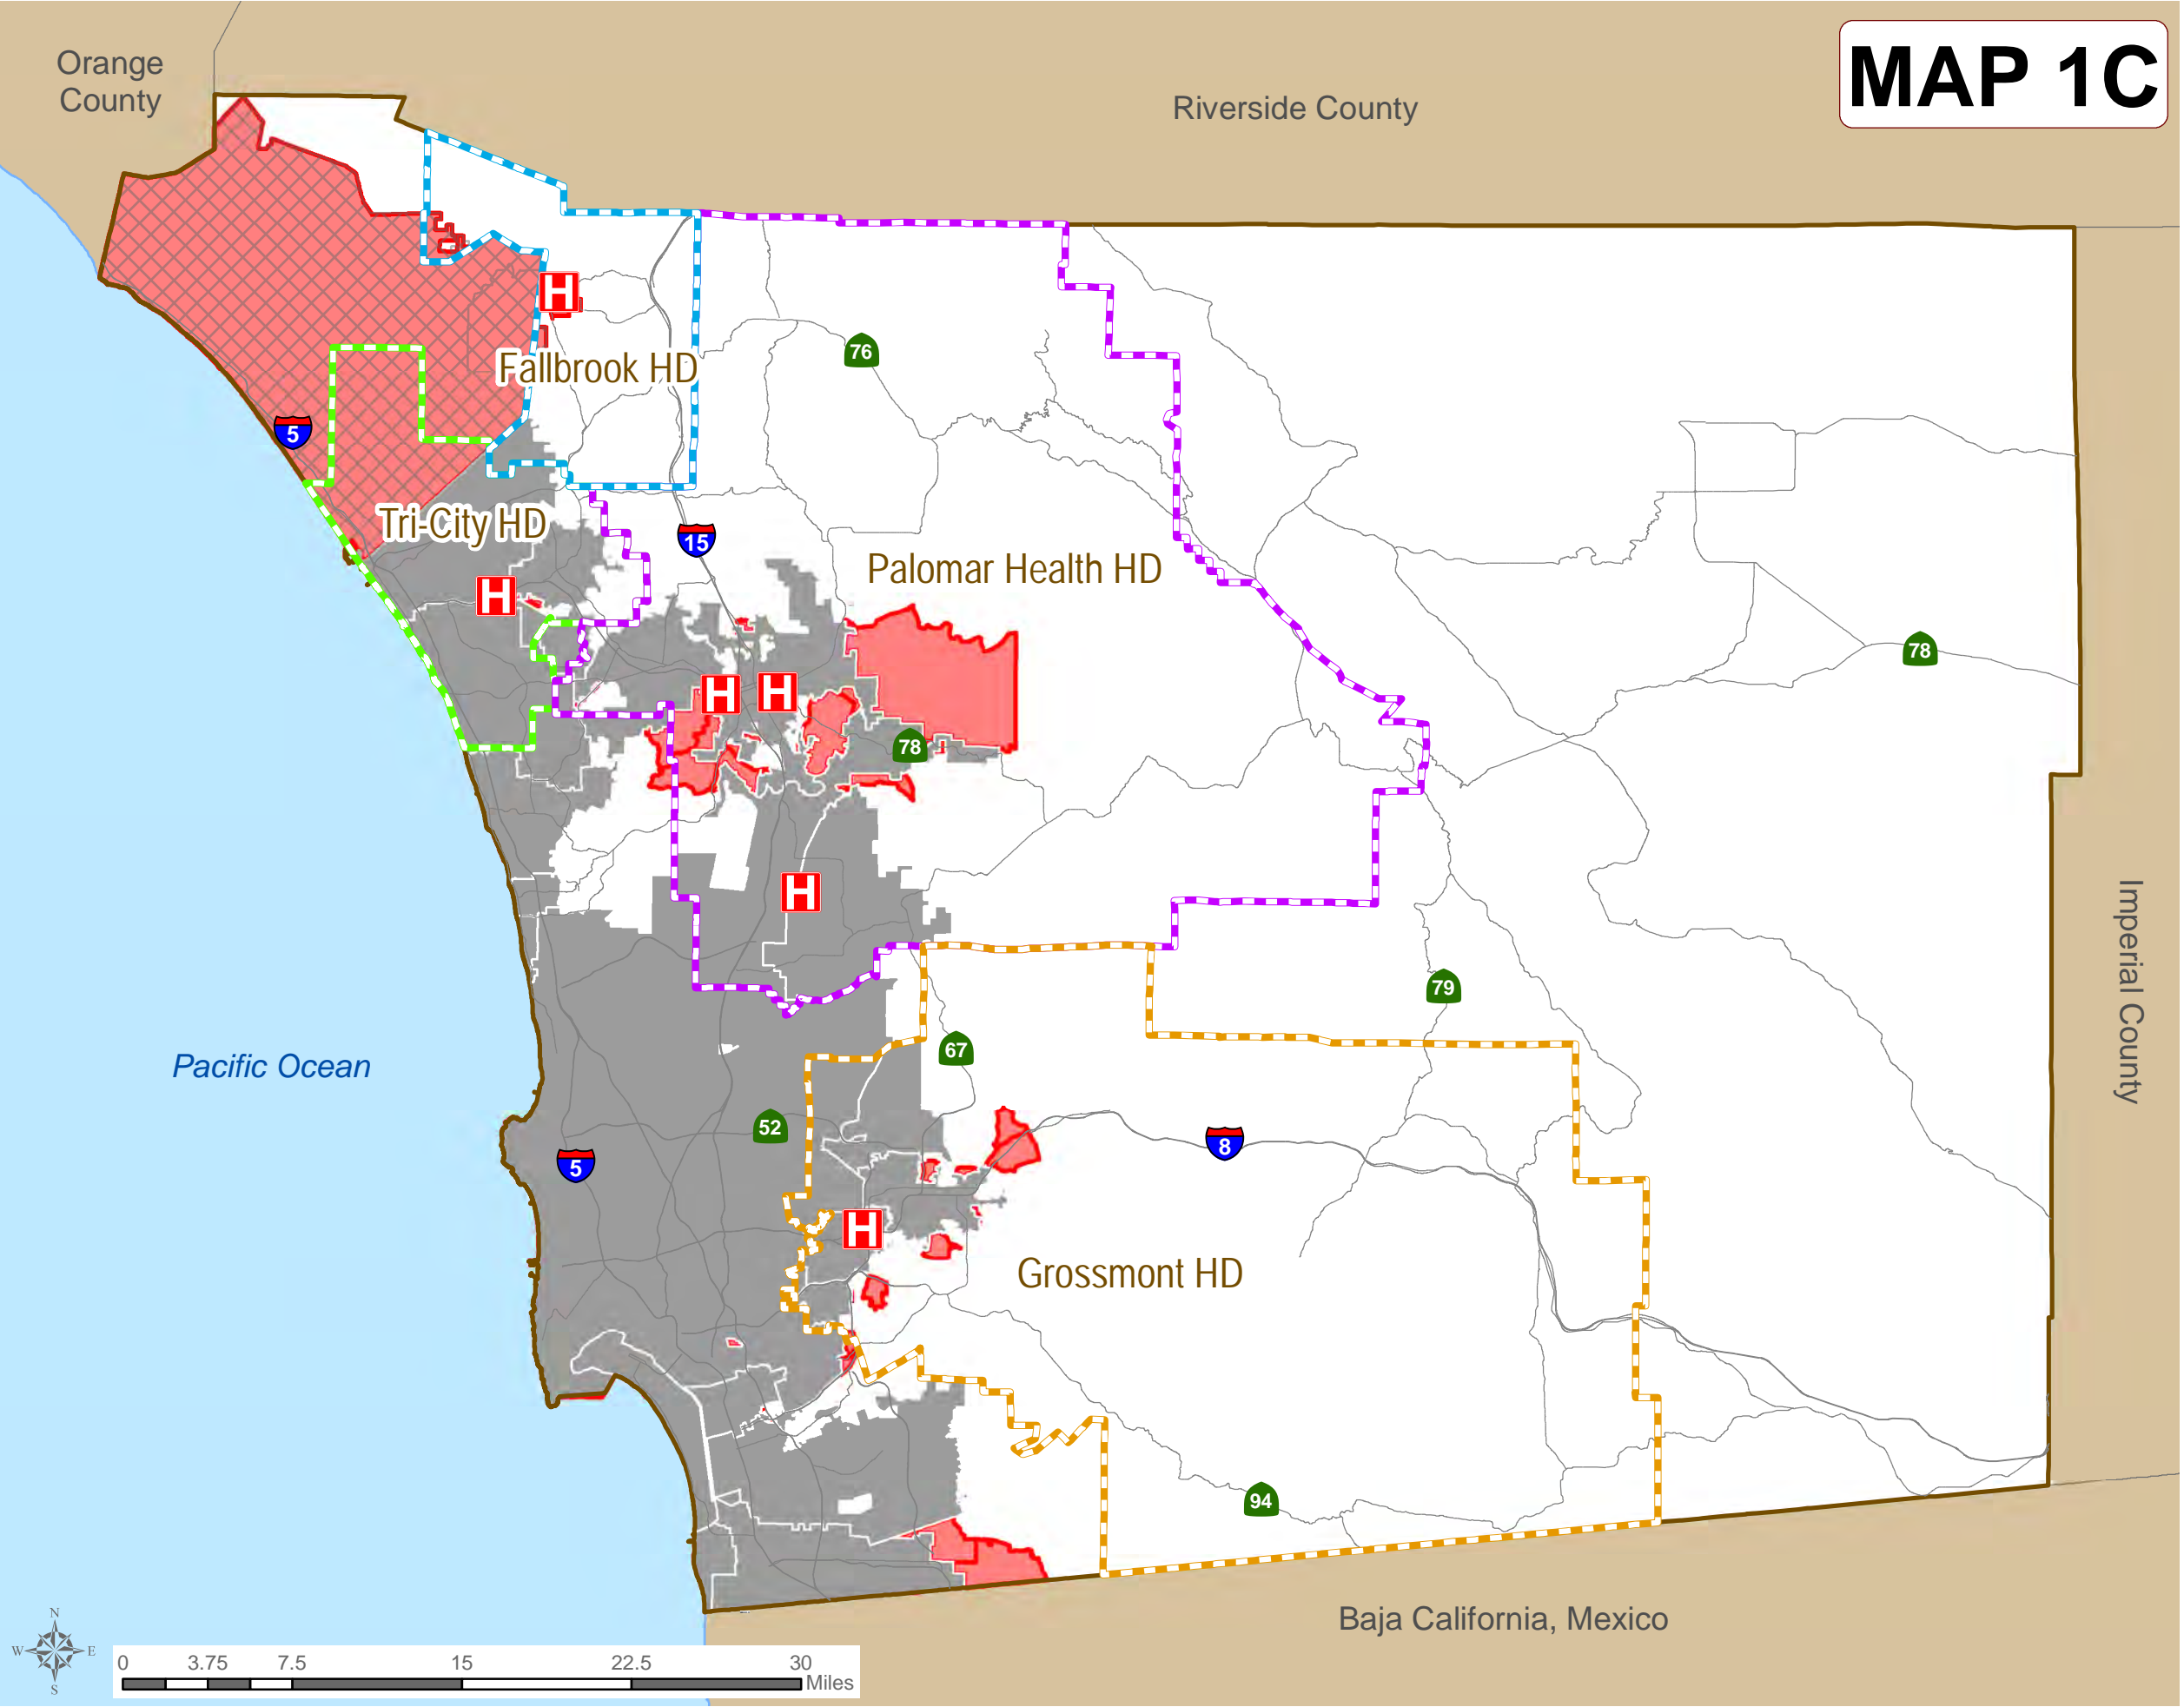 Orange
County
MAP 1C
Riverside County
H
76
Fallbrook HD
5
Tri-City HD
15
Palomar Health HD
H
78
H
H
78
H
Imperial County
79
67
Pacific Ocean
52
8
5
H
Grossmont HD
94
Baja California, Mexico
N
W
E
S
0 3.75 7.5 15 22.5 30
Miles